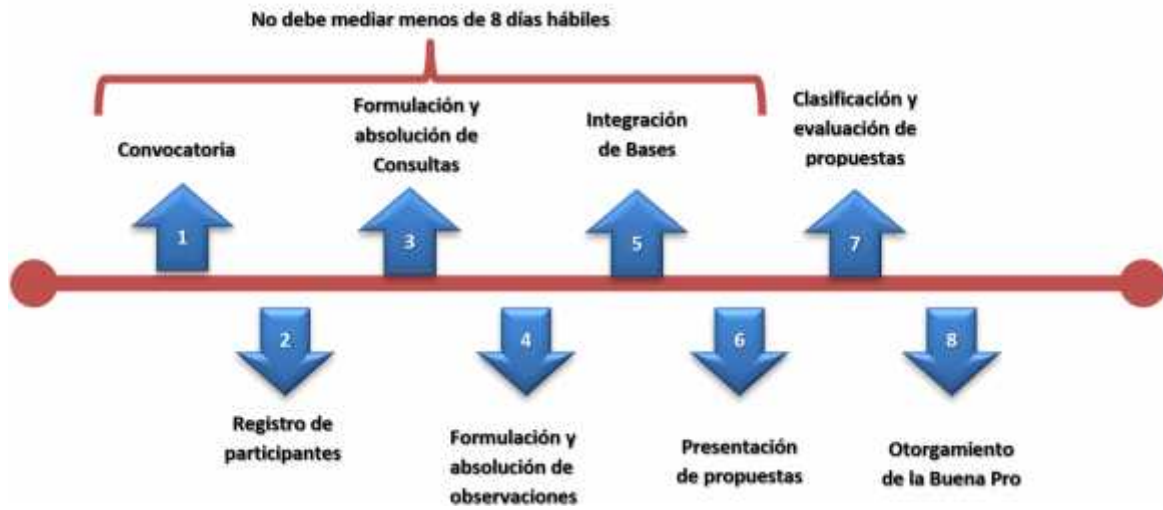 No debe mediar menos de 8 días hábiles
Convocatoria
1
2
Registro de
participantes
Formulación y
absolución de
Consultas
3
4
Formulación y
absolución de
observaciones
Integración
de Bases
5
6
Presentación
de propuestas
Clasificación y
evaluación de
propuestas
7
8
Otorgamiento
de la Buena Pro